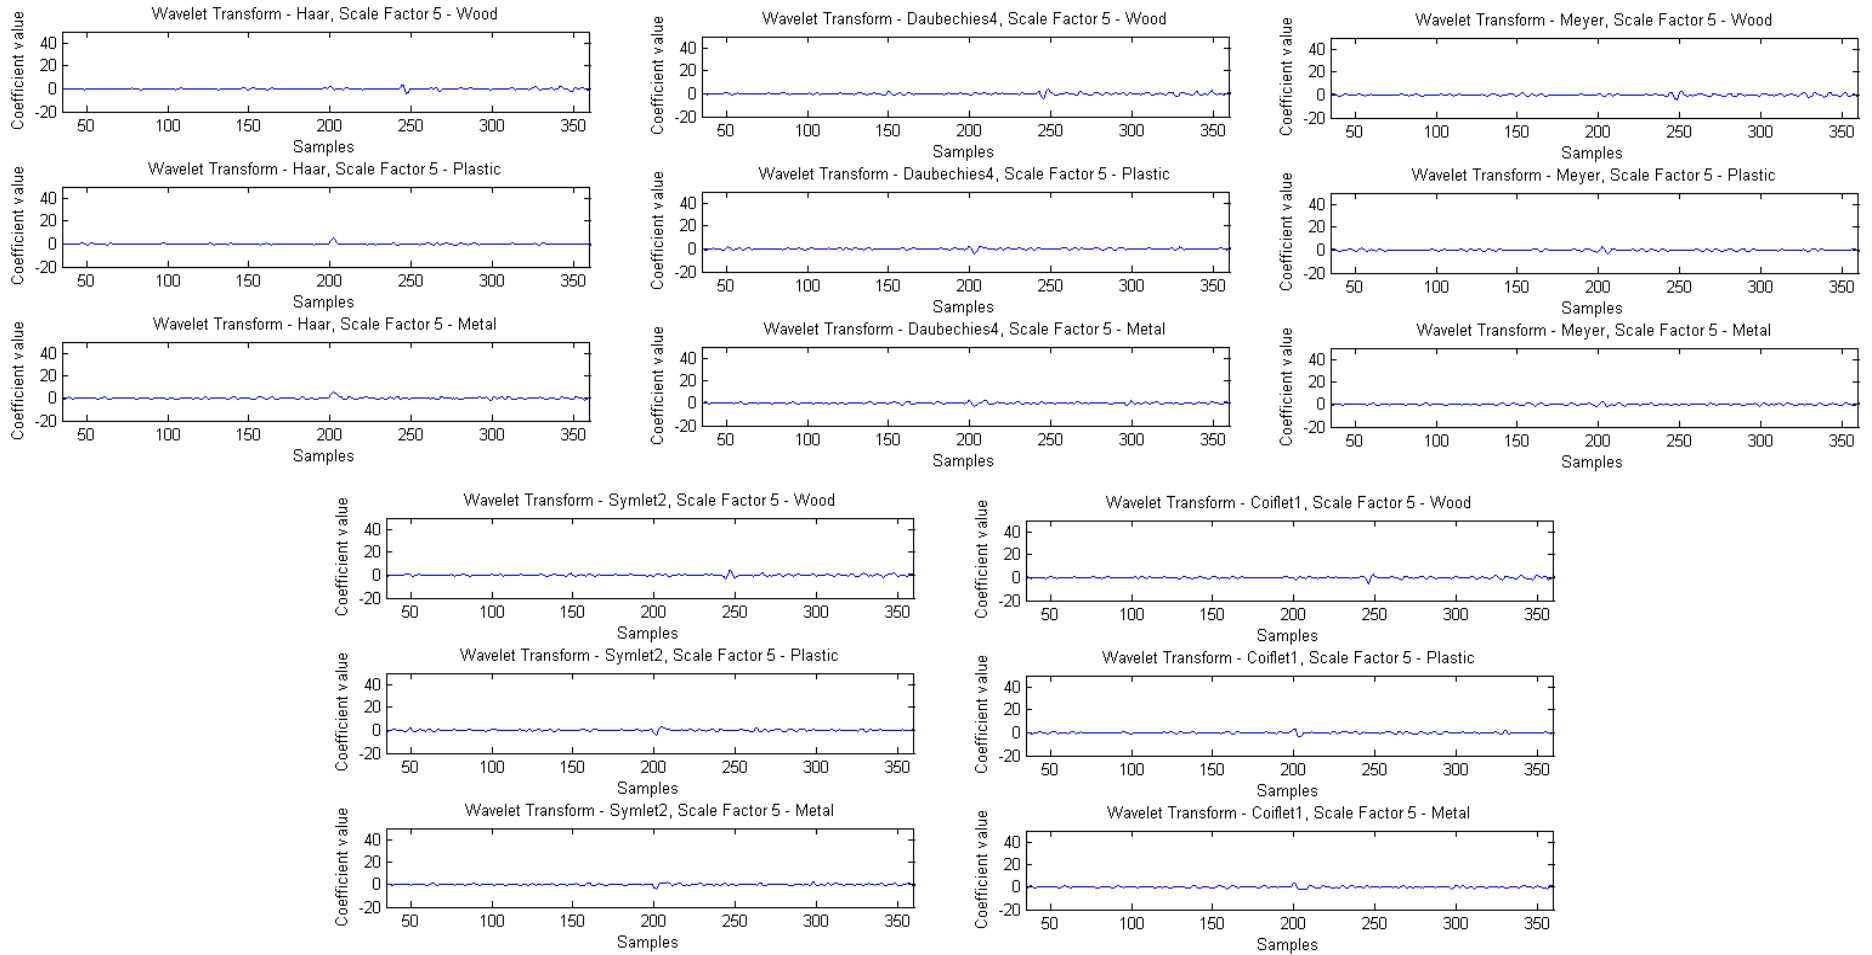 Wavelet Transform - Haar, Scale Factor 5 - Wood
Coefficient value
40
20
0
-20
50 100 150 200 250 300 350
Samples
Wavelet Transform - Haar, Scale Factor 5 - Plastic
Coefficient value
40
20
0
-20
50 100 150 200 250 300 350
Samples
Wavelet Transform - Haar, Scale Factor 5 - Metal
Coefficient value
40
20
0
-20
50 100 150 200 250 300 350
Samples
Wavelet Transform - Daubechies4, Scale Factor 5 - Wood
Coefficient value
40
20
0
-20
50 100 150 200 250 300 350
Samples
Wavelet Transform - Daubechies4, Scale Factor 5 - Plastic
Coefficient value
40
20
0
-20
50 100 150 200 250 300 350
Samples
Wavelet Transform - Daubechies4, Scale Factor 5 - Metal
Coefficient value
40
20
0
-20
50 100 150 200 250 300 350
Samples
Wavelet Transform - Meyer, Scale Factor 5 - Wood
Coefficient value
40
20
0
-20
50 100 150 200 250 300 350
Samples
Wavelet Transform - Meyer, Scale Factor 5 - Plastic
Coefficient value
40
20
0
-20
50 100 150 200 250 300 350
Samples
Wavelet Transform - Meyer, Scale Factor 5 - Metal
Coefficient value
40
20
0
-20
50 100 150 200 250 300 350
Samples
Wavelet Transform - Symlet2, Scale Factor 5 - Wood
Coefficient value
40
20
0
-20
50 100 150 200 250 300 350
Samples
Wavelet Transform - Symlet2, Scale Factor 5 - Plastic
Coefficient value
40
20
0
-20
50 100 150 200 250 300 350
Samples
Wavelet Transform - Symlet2, Scale Factor 5 - Metal
Coefficient value
40
20
0
-20
50 100 150 200 250 300 350
Samples
Wavelet Transform - Coiflet1, Scale Factor 5 - Wood
Coefficient value
40
20
0
-20
50 100 150 200 250 300 350
Samples
Wavelet Transform - Coiflet1, Scale Factor 5 - Plastic
Coefficient value
40
20
0
-20
50 100 150 200 250 300 350
Samples
Wavelet Transform - Coiflet1, Scale Factor 5 - Metal
Coefficient value
40
20
0
-20
50 100 150 200 250 300 350
Samples